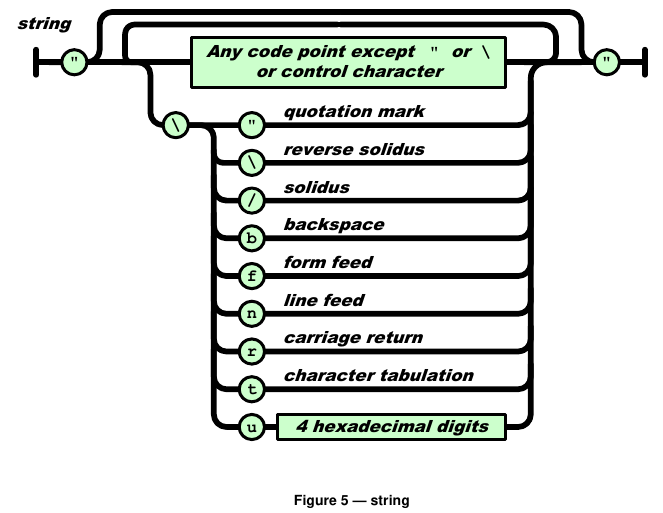 string
" Any code point except " or \ "
or control character
\ " quotation mark
\ reverse solidus
/ solidus
b backspace
f form feed
n line feed
r carriage return
t character tabulation
u 4 hexadecimal digits
Figure 5 — string